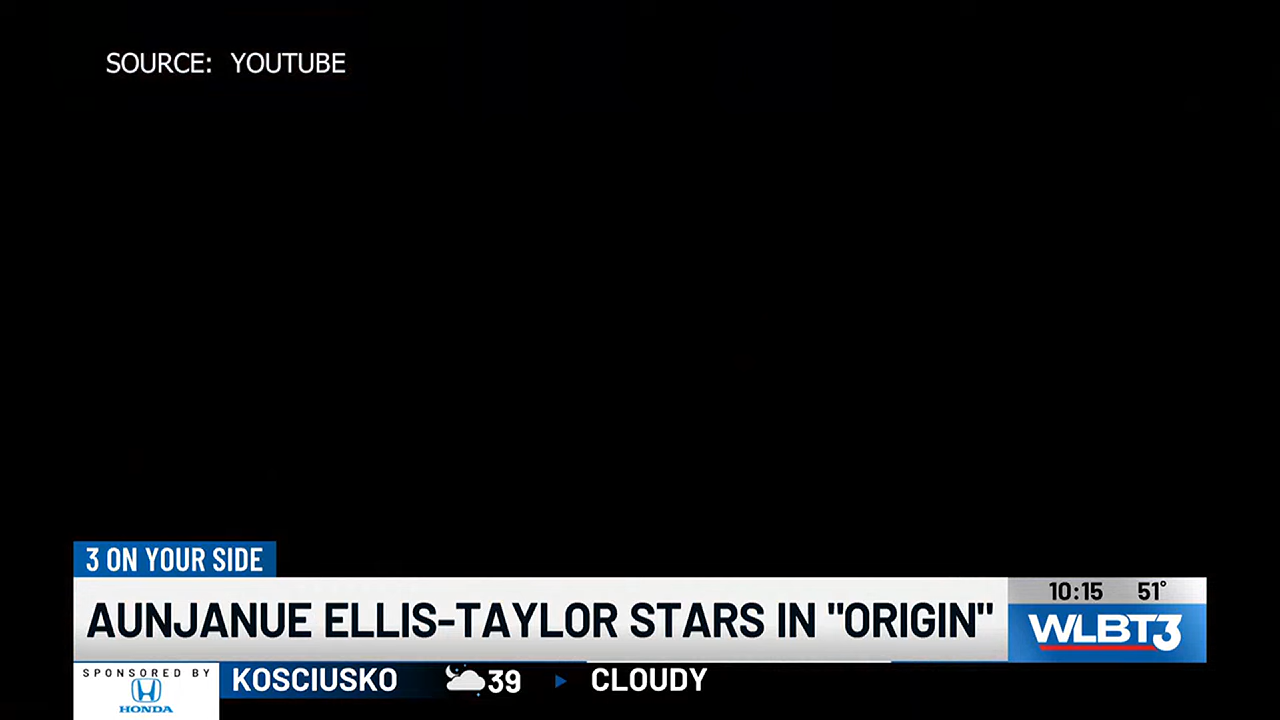 SOURCE: YOUTUBE
3 ON YOUR SIDE
AUNJANUE ELLIS-TAYLOR STARS IN "ORIGIN"
10:15 51°
WLBT3
SPONSORED BY
HONDA
KOSCIUSKO 39 CLOUDY